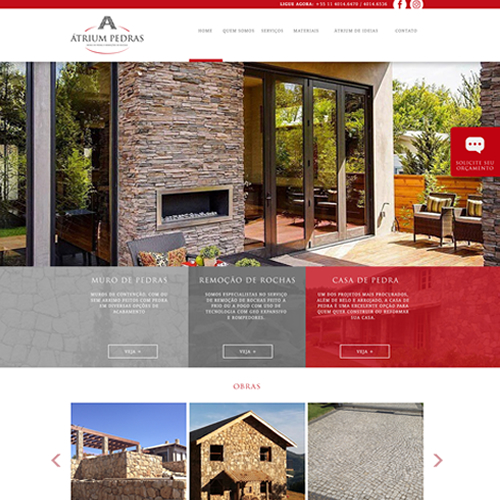 LIGUE AGORA: +55 11 4014.6470 | 4014.0336
A
ÁTRIUM PEDRAS
HOME QUEM SOMOS SERVIÇOS MATERIAIS ATRIUM DE IDEIAS CONTATO
SOLICITE SEU
ORÇAMENTO
MURO DE PEDRAS
MUROS DE CONTENÇÃO, COM OU
SEM ARRIMO FEITOS COM PEDRA
EM DIVERSAS OPÇÕES DE
ACABAMENTO
VEJA +
REMOÇÃO DE ROCHAS
SOMOS ESPECIALISTAS NO SERVIÇO
DE REMOÇÃO DE ROCHAS FEITO A
FRIO OU A FOGO COM USO DE
TECNOLOGIA COM GÁS EXPANSIVO
E ROMPEDORES.
VEJA +
CASA DE PEDRA
UM DOS PROJETOS MAIS PROCURADOS,
ALÉM DE BELO E ARROJADO, A CASA DE
PEDRA É UMA EXCELENTE OPÇÃO PARA
QUEM QUER CONSTRUIR OU REFORMAR
SUA CASA.
VEJA +
OBRAS